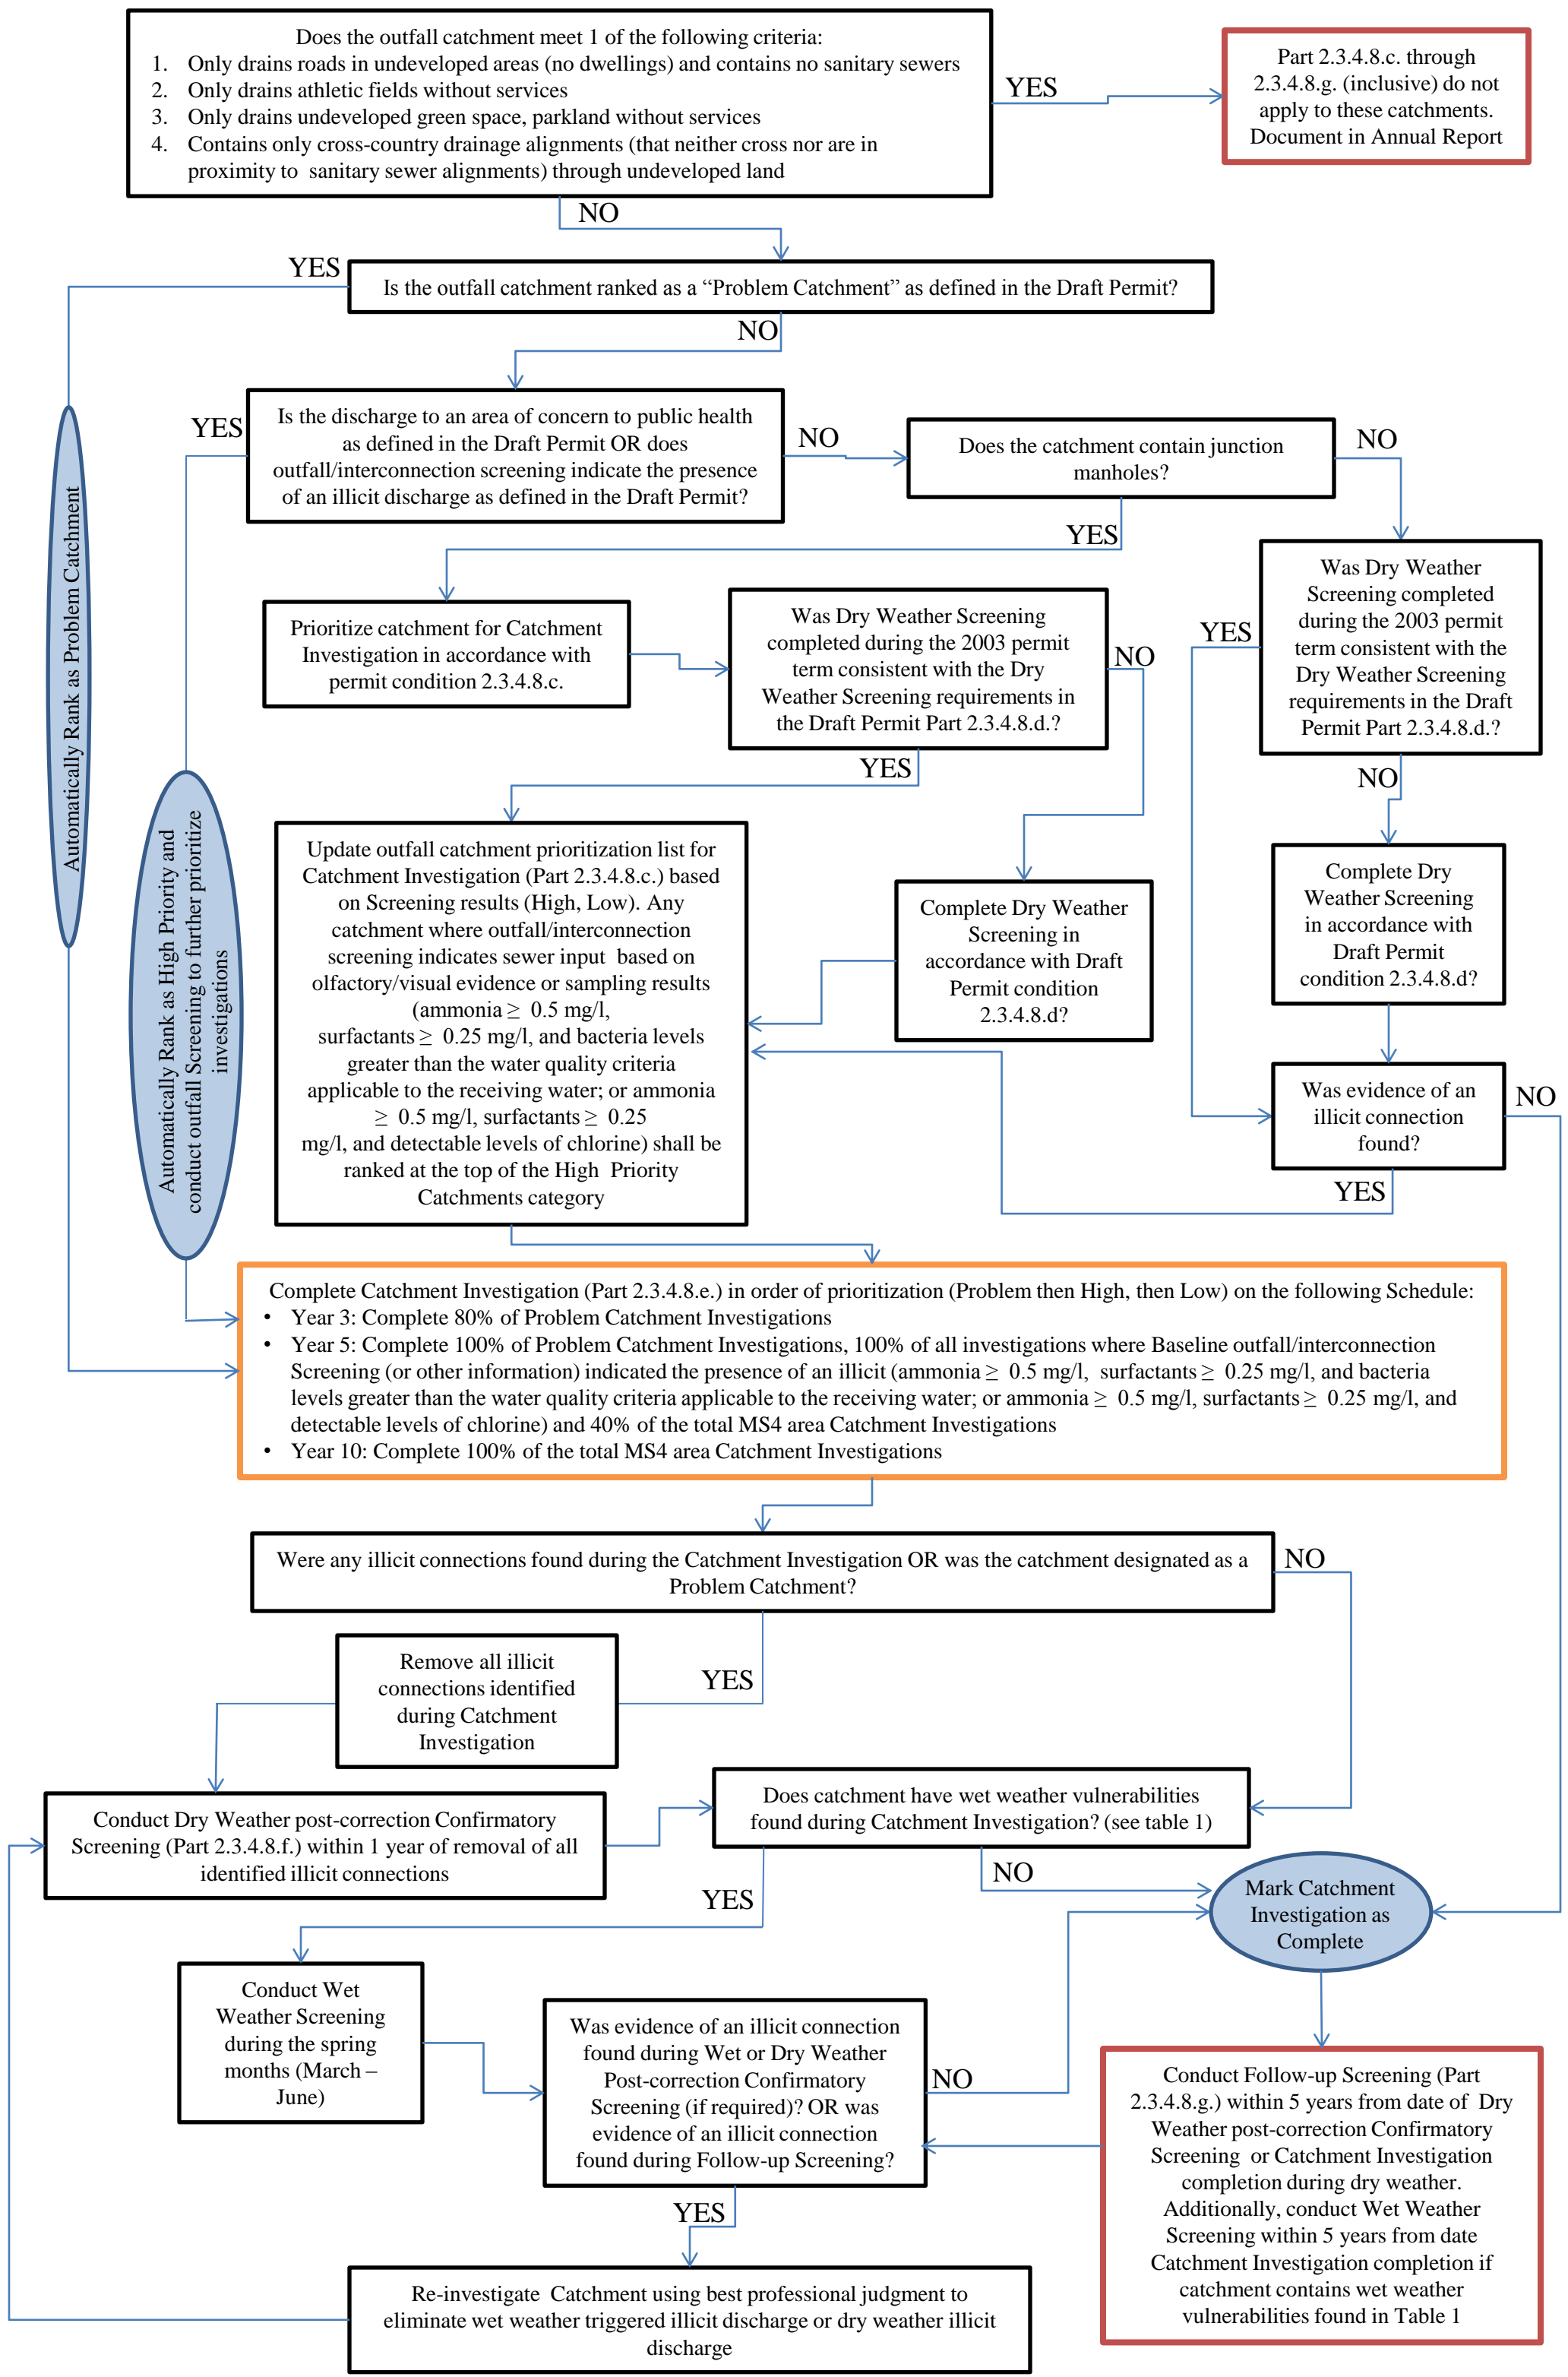 Does the outfall catchment meet 1 of the following criteria:
1. Only drains roads in undeveloped areas (no dwellings) and contains no sanitary sewers
2. Only drains athletic fields without services
3. Only drains undeveloped green space, parkland without services
4. Contains only cross-country drainage alignments (that neither cross nor are in
proximity to sanitary sewer alignments) through undeveloped land
YES
Part 2.3.4.8.c. through
2.3.4.8.g. (inclusive) do not
apply to these catchments.
Document in Annual Report
NO
YES
Is the outfall catchment ranked as a “Problem Catchment” as defined in the Draft Permit?
NO
Automatically Rank as Problem Catchment
YES
Is the discharge to an area of concern to public health
as defined in the Draft Permit OR does
outfall/interconnection screening indicate the presence
of an illicit discharge as defined in the Draft Permit?
NO
Does the catchment contain junction
manholes?
NO
YES
Automatically Rank as High Priority and
conduct outfall Screening to further prioritize
investigations
Prioritize catchment for Catchment
Investigation in accordance with
permit condition 2.3.4.8.c.
Was Dry Weather Screening
completed during the 2003 permit
term consistent with the Dry
Weather Screening requirements in
the Draft Permit Part 2.3.4.8.d.?
NO
YES
YES
Was Dry Weather
Screening completed
during the 2003 permit
term consistent with the
Dry Weather Screening
requirements in the Draft
Permit Part 2.3.4.8.d.?
NO
Update outfall catchment prioritization list for
Catchment Investigation (Part 2.3.4.8.c.) based
on Screening results (High, Low). Any
catchment where outfall/interconnection
screening indicates sewer input based on
olfactory/visual evidence or sampling results
(ammonia ≥ 0.5 mg/l,
surfactants ≥ 0.25 mg/l, and bacteria levels
greater than the water quality criteria
applicable to the receiving water; or ammonia
≥ 0.5 mg/l, surfactants ≥ 0.25
mg/l, and detectable levels of chlorine) shall be
ranked at the top of the High Priority
Catchments category
Complete Dry Weather
Screening in
accordance with Draft
Permit condition
2.3.4.8.d?
Complete Dry
Weather Screening
in accordance with
Draft Permit
condition 2.3.4.8.d?
Was evidence of an
illicit connection
found?
NO
YES
Complete Catchment Investigation (Part 2.3.4.8.e.) in order of prioritization (Problem then High, then Low) on the following Schedule:
• Year 3: Complete 80% of Problem Catchment Investigations
• Year 5: Complete 100% of Problem Catchment Investigations, 100% of all investigations where Baseline outfall/interconnection
Screening (or other information) indicated the presence of an illicit (ammonia ≥ 0.5 mg/l, surfactants ≥ 0.25 mg/l, and bacteria
levels greater than the water quality criteria applicable to the receiving water; or ammonia ≥ 0.5 mg/l, surfactants ≥ 0.25 mg/l, and
detectable levels of chlorine) and 40% of the total MS4 area Catchment Investigations
• Year 10: Complete 100% of the total MS4 area Catchment Investigations
Were any illicit connections found during the Catchment Investigation OR was the catchment designated as a
Problem Catchment?
NO
YES
Remove all illicit
connections identified
during Catchment
Investigation
Conduct Dry Weather post-correction Confirmatory
Screening (Part 2.3.4.8.f.) within 1 year of removal of all
identified illicit connections
Does catchment have wet weather vulnerabilities
found during Catchment Investigation? (see table 1)
YES
NO
Mark Catchment
Investigation as
Complete
Conduct Wet
Weather Screening
during the spring
months (March –
June)
Was evidence of an illicit connection
found during Wet or Dry Weather
Post-correction Confirmatory
Screening (if required)? OR was
evidence of an illicit connection
found during Follow-up Screening?
NO
YES
Conduct Follow-up Screening (Part
2.3.4.8.g.) within 5 years from date of Dry
Weather post-correction Confirmatory
Screening or Catchment Investigation
completion during dry weather.
Additionally, conduct Wet Weather
Screening within 5 years from date
Catchment Investigation completion if
catchment contains wet weather
vulnerabilities found in Table 1
Re-investigate Catchment using best professional judgment to
eliminate wet weather triggered illicit discharge or dry weather illicit
discharge